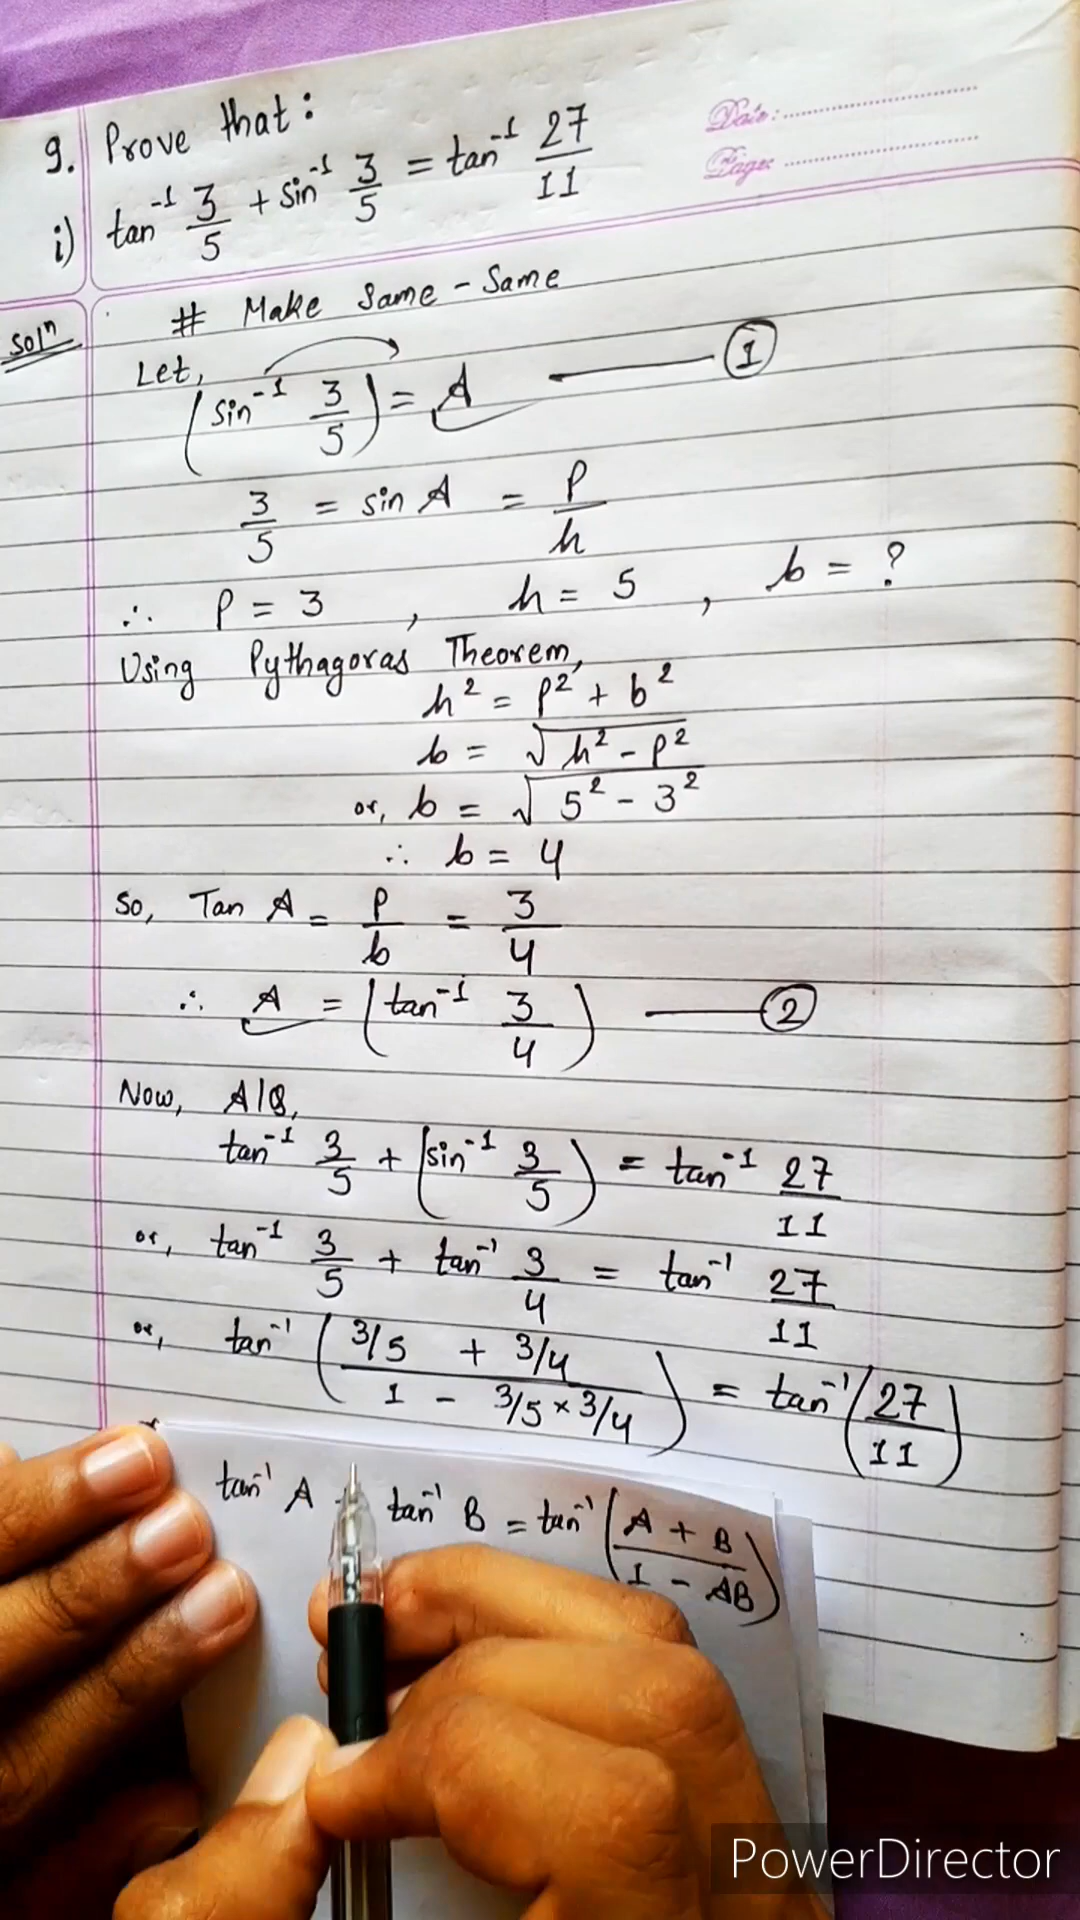 9. Prove that:
Date: ....................
Page: ....................
i) tan⁻¹ 3/5 + sin⁻¹ 3/5 = tan⁻¹ 27/11
Solⁿ # Make Same - Same
Let,
(sin⁻¹ 3/5) = A ——— ①
3/5 = sin A = P/h
∴ P = 3 , h = 5 , b = ?
Using Pythagoras Theorem,
h² = p² + b²
b = √h² - p²
or, b = √5² - 3²
∴ b = 4
So, Tan A = P/b = 3/4
∴ A = (tan⁻¹ 3/4) ——— ②
Now, A/Q,
tan⁻¹ 3/5 + (sin⁻¹ 3/5) = tan⁻¹ 27/11
or, tan⁻¹ 3/5 + tan⁻¹ 3/4 = tan⁻¹ 27/11
or, tan⁻¹ ((3/5 + 3/4)/(1 - 3/5 × 3/4)) = tan⁻¹ (27/11)
tan⁻¹ A tan⁻¹ B = tan⁻¹ ((A + B)/(1 - AB))
PowerDirector